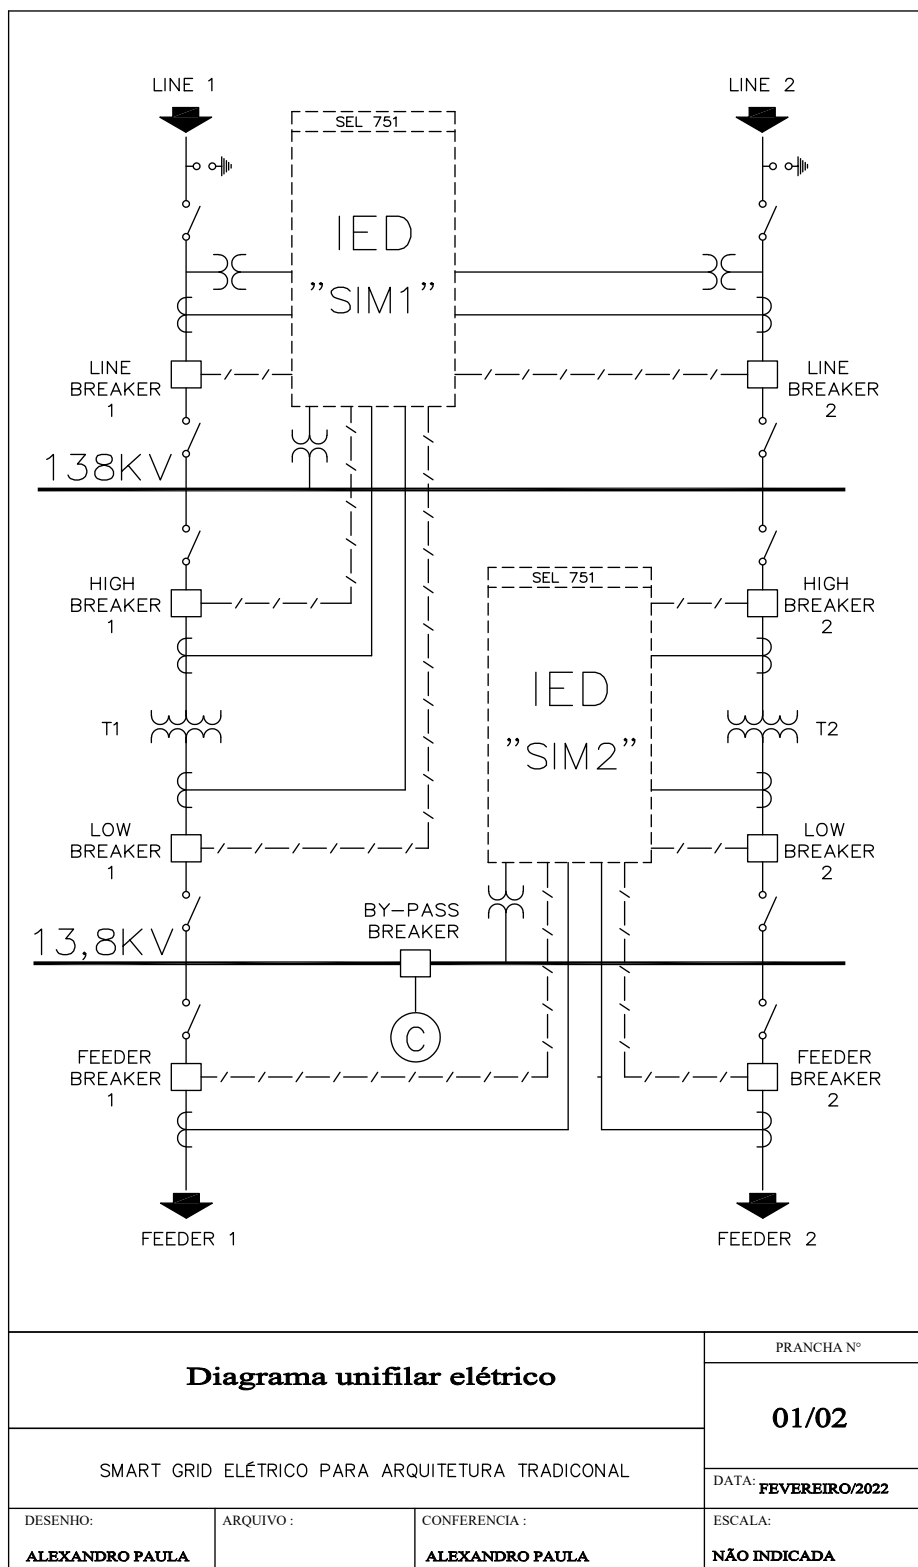 LINE 1
LINE 2
SEL 751
IED
"SIM1"
LINE
BREAKER
1
LINE
BREAKER
2
138KV
HIGH
BREAKER
1
SEL 751
HIGH
BREAKER
2
IED
"SIM2"
T1
T2
LOW
BREAKER
1
LOW
BREAKER
2
BY-PASS
BREAKER
13,8KV
C
FEEDER
BREAKER
1
FEEDER
BREAKER
2
FEEDER 1
FEEDER 2
Diagrama unifilar elétrico
PRANCHA N°
01/02
SMART GRID ELÉTRICO PARA ARQUITETURA TRADICONAL
DATA: FEVEREIRO/2022
DESENHO:
ALEXANDRO PAULA
ARQUIVO :
CONFERENCIA :
ALEXANDRO PAULA
ESCALA:
NÃO INDICADA